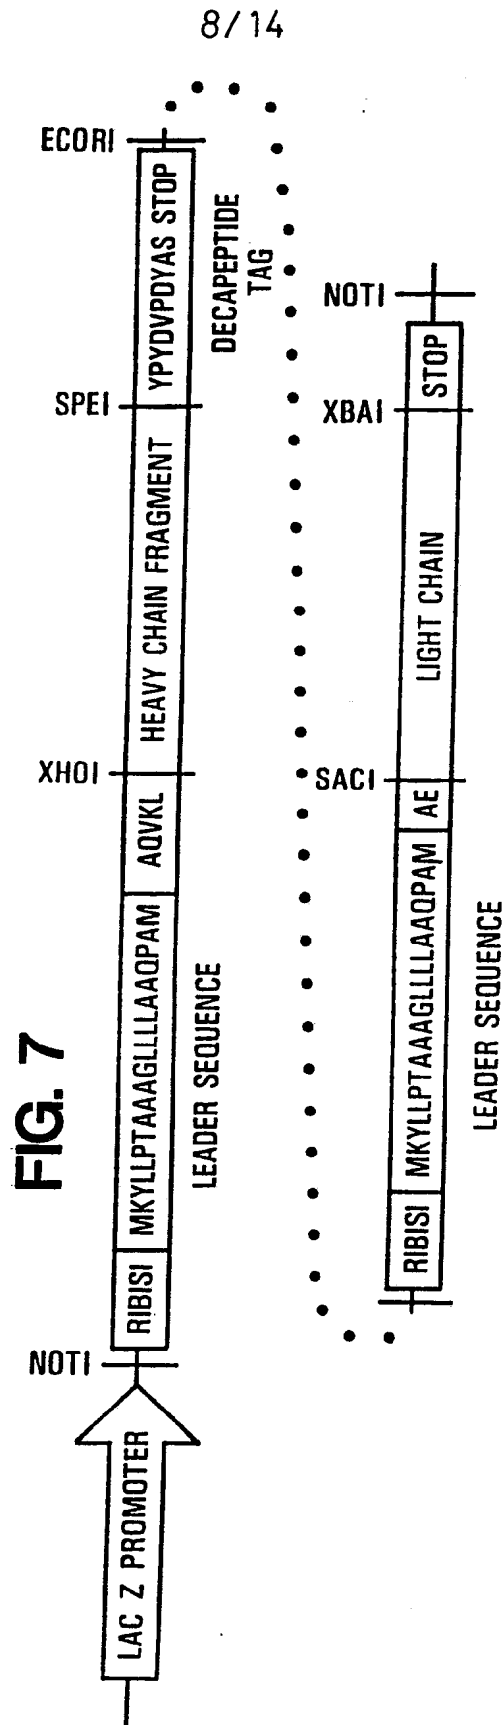 8/14
FIG. 7
LAC Z PROMOTER
NOTI
RIBISI
MKYLLPTAAAGLLLLAAQPAM
LEADER SEQUENCE
AQVKL
XHOI
HEAVY CHAIN FRAGMENT
SPEI
YPYDVPDYAS STOP
DECAPEPTIDE
TAG
ECORI
RIBISI
MKYLLPTAAAGLLLLAAQPAM
LEADER SEQUENCE
AE
SACI
LIGHT CHAIN
XBAI
STOP
NOTI